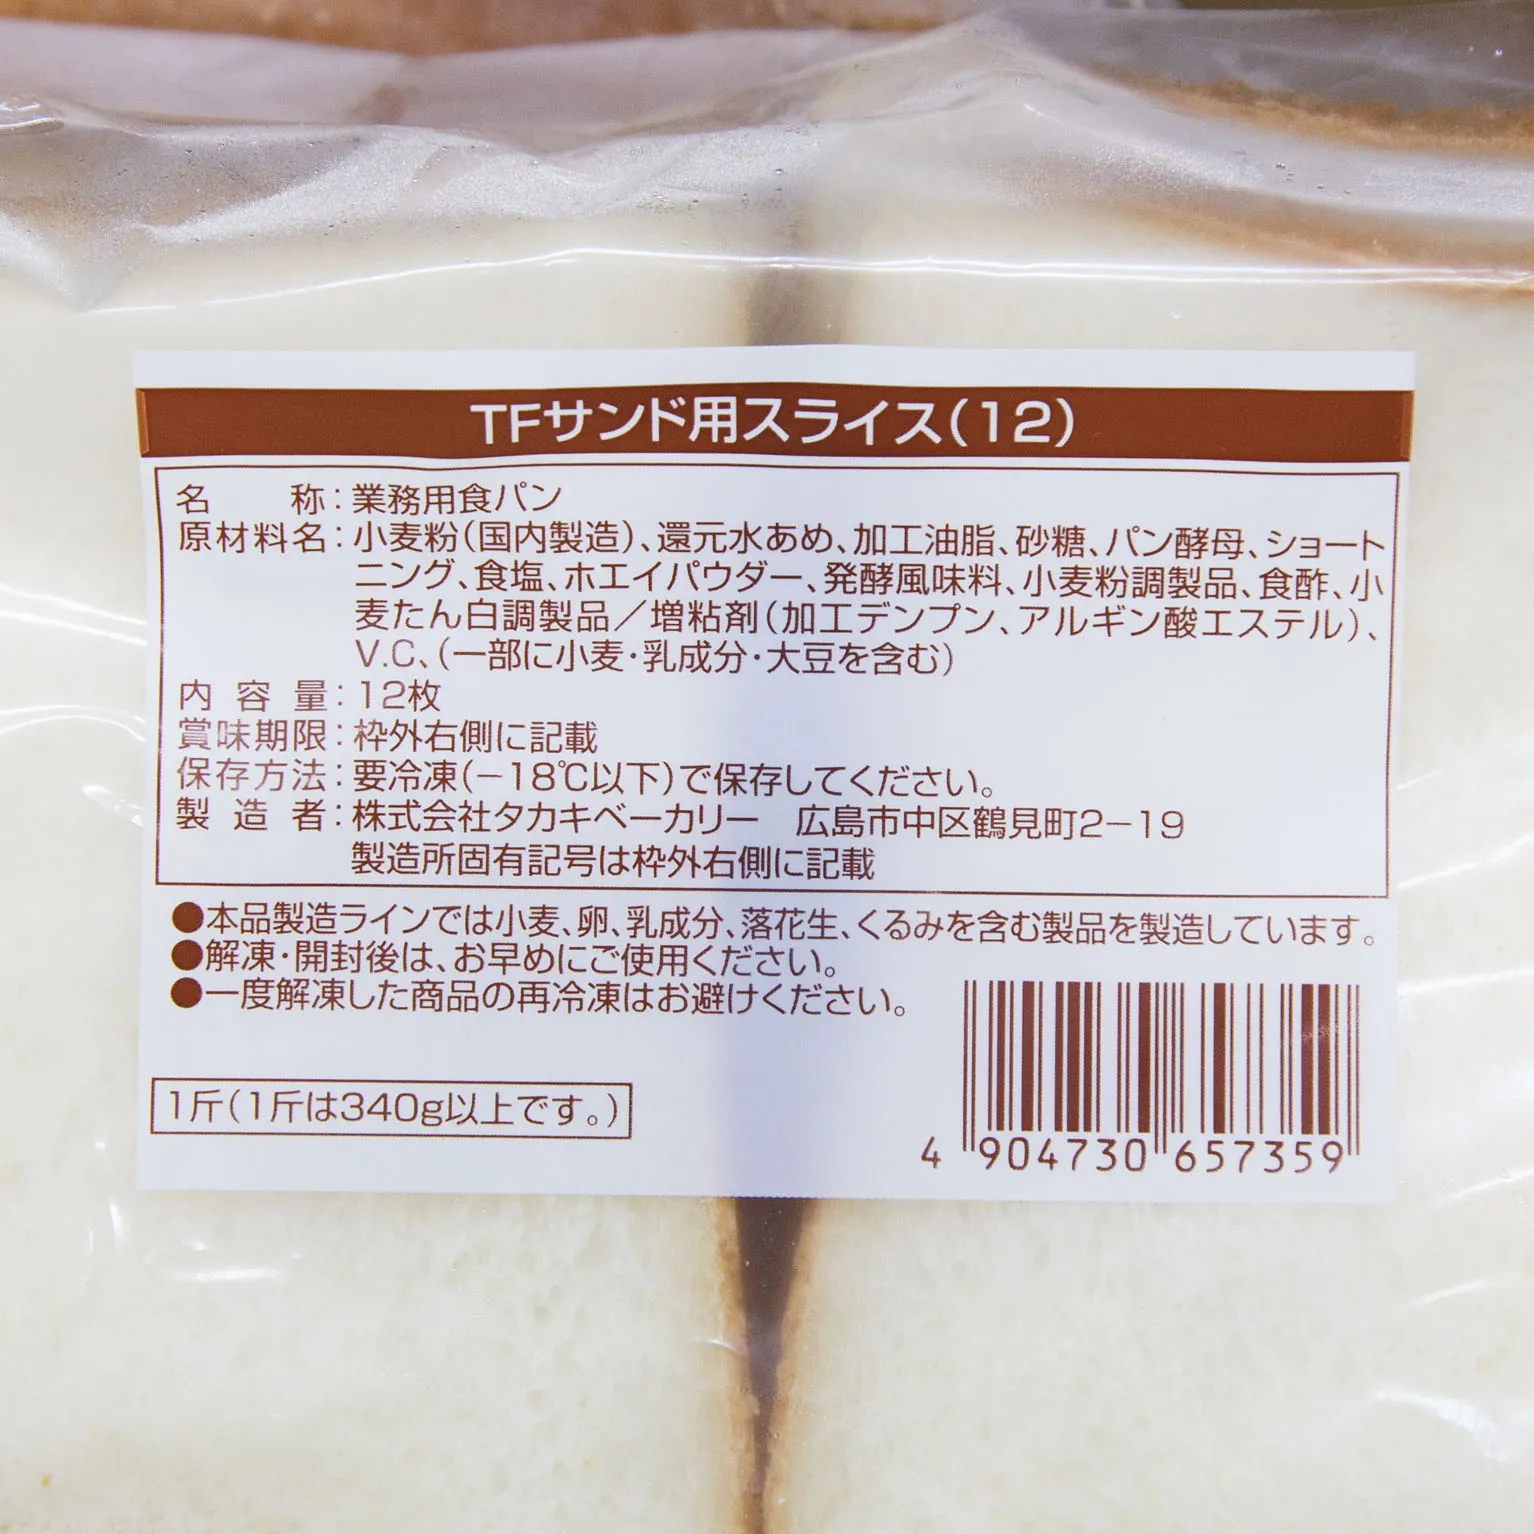 TFサンド用スライス(12)
名称：業務用食パン
原材料名：小麦粉(国内製造)、還元水あめ、加工油脂、砂糖、パン酵母、ショート
ニング、食塩、ホエイパウダー、発酵風味料、小麦粉調製品、食酢、小
麦たん白調製品／増粘剤(加工デンプン、アルギン酸エステル)、
V.C、(一部に小麦・乳成分・大豆を含む)
内容量：12枚
賞味期限：枠外右側に記載
保存方法：要冷凍(－18℃以下)で保存してください。
製造者：株式会社タカキベーカリー　広島市中区鶴見町2－19
製造所固有記号は枠外右側に記載
●本品製造ラインでは小麦、卵、乳成分、落花生、くるみを含む製品を製造しています。
●解凍・開封後は、お早めにご使用ください。
●一度解凍した商品の再冷凍はお避けください。
1斤(1斤は340g以上です。)
4 904730 657359